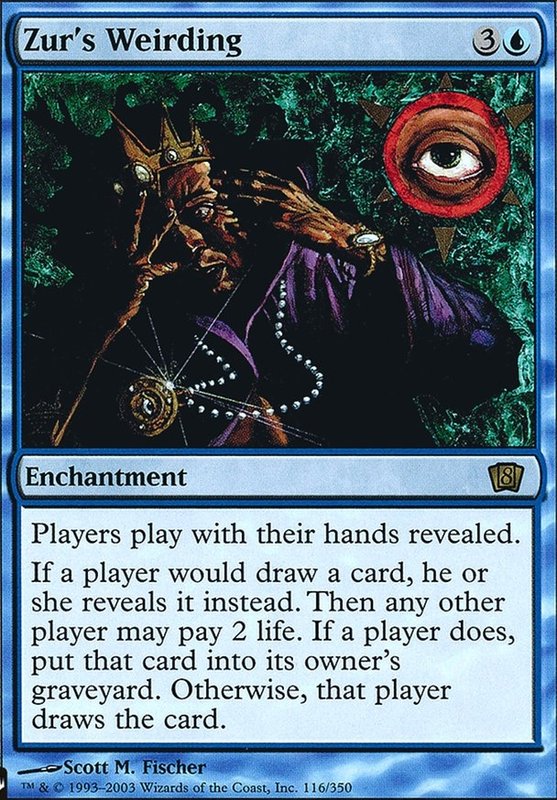 Zur's Weirding 3
Enchantment 8
Players play with their hands revealed.
If a player would draw a card, he or
she reveals it instead. Then any other
player may pay 2 life. If a player does,
put that card into its owner's
graveyard. Otherwise, that player
draws the card.
Scott M. Fischer
™ & © 1993–2003 Wizards of the Coast, Inc. 116/350